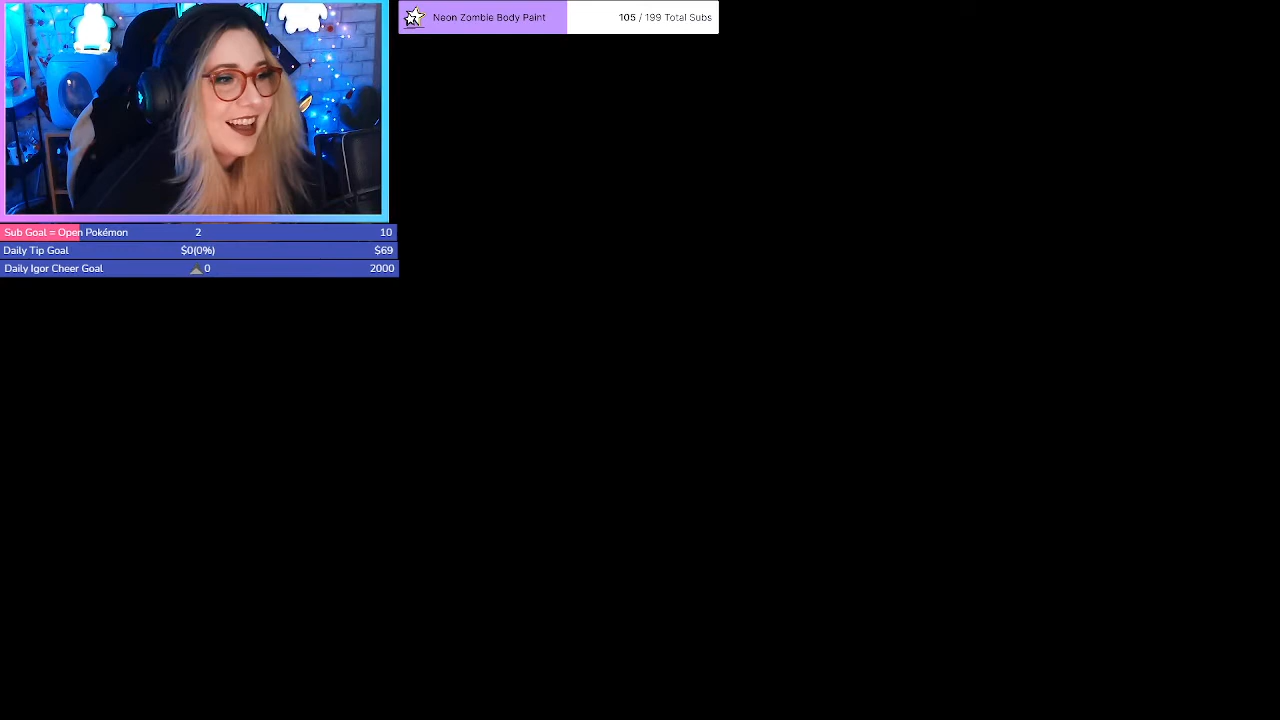 Neon Zombie Body Paint 105 / 199 Total Subs
Sub Goal = Open Pokémon 2 10
Daily Tip Goal $0(0%) $69
Daily Igor Cheer Goal 0 2000